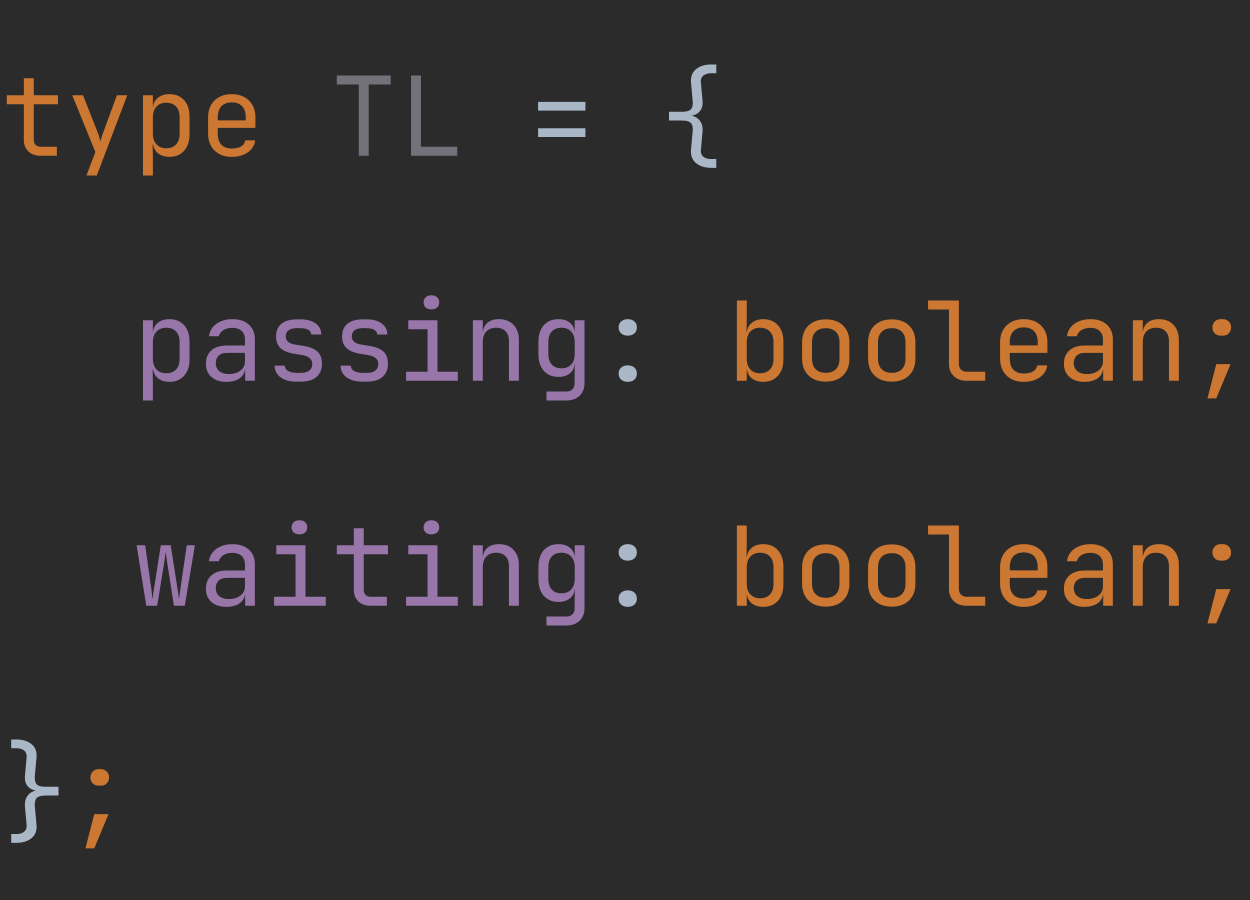 type TL = {
  passing: boolean;
  waiting: boolean;
};